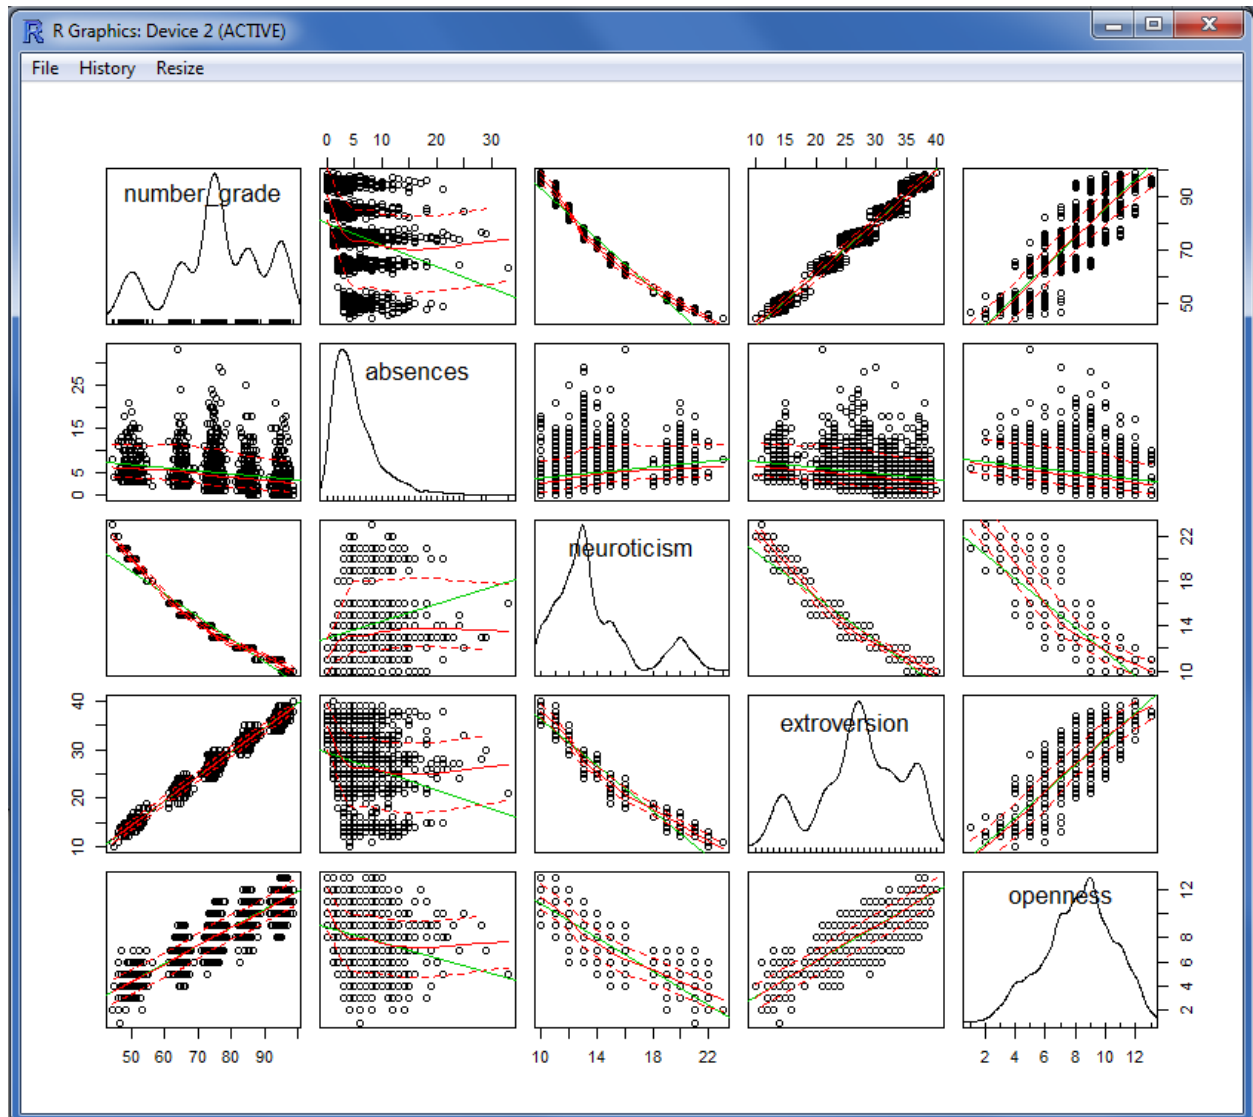 R Graphics: Device 2 (ACTIVE)
File History Resize
0 5 10 20 30 10 15 20 25 30 35 40
number grade
50 70 90
absences
0 5 15 25
neuroticism
10 14 18 22
extroversion
10 20 30 40
openness
2 4 6 8 12
50 60 70 80 90 10 14 18 22 2 4 6 8 10 12